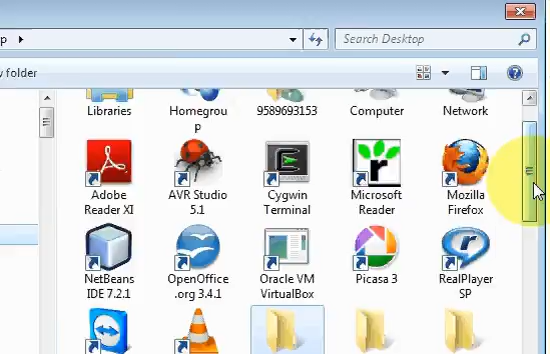 p
Search Desktop
v folder
Libraries
Homegrou
p
9589693153
Computer
Network
Adobe
Reader XI
AVR Studio
5.1
Cygwin
Terminal
Microsoft
Reader
Mozilla
Firefox
NetBeans
IDE 7.2.1
OpenOffice
.org 3.4.1
Oracle VM
VirtualBox
Picasa 3
RealPlayer
SP